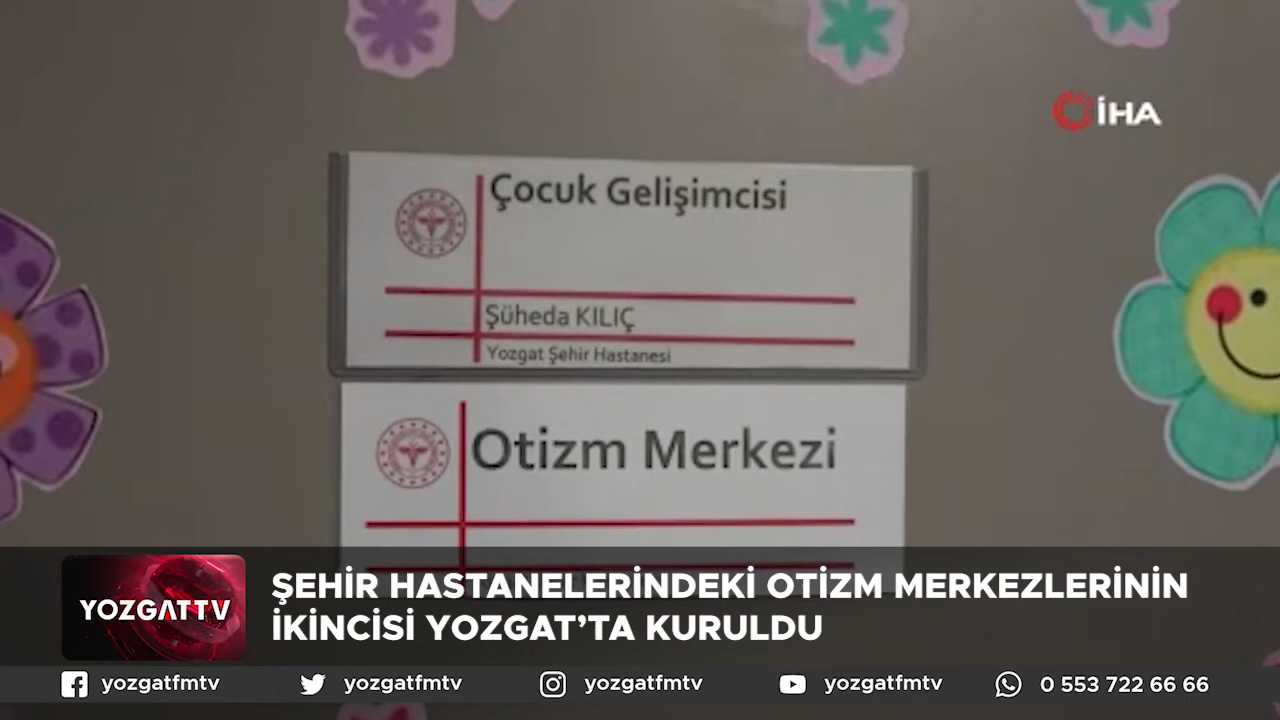 İHA
Çocuk Gelişimcisi
Şüheda KILIÇ
Yozgat Şehir Hastanesi
Otizm Merkezi
YOZGATTV
ŞEHİR HASTANELERİNDEKİ OTİZM MERKEZLERİNİN
İKİNCİSİ YOZGAT'TA KURULDU
yozgatfmtv yozgatfmtv yozgatfmtv yozgatfmtv 0 553 722 66 66